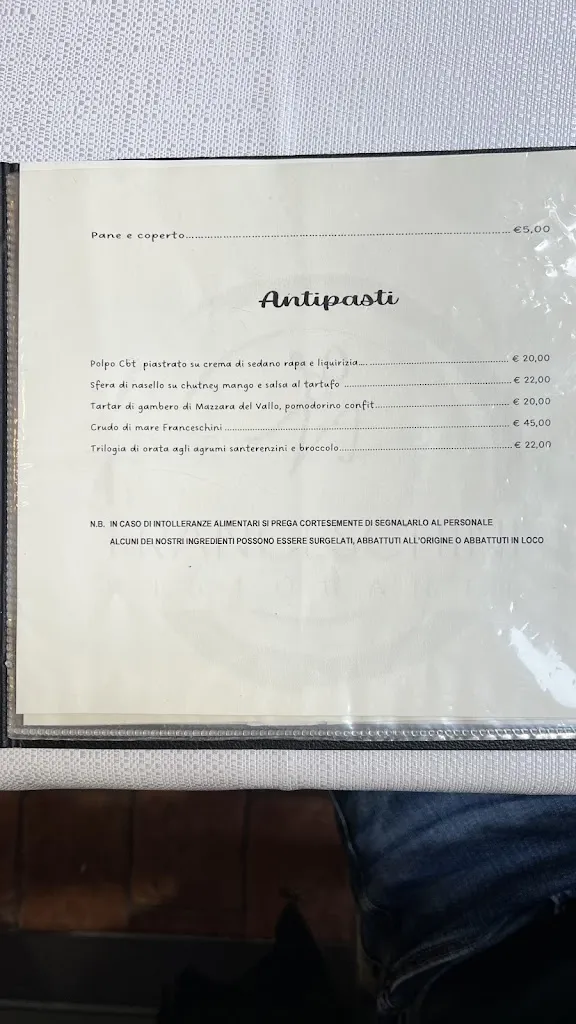 Pane e coperto........................ €5,00
Antipasti
Polpo Cbt piastrato su crema di sedano rapa e liquirizia........................ € 20,00
Sfera di nasello su chutney mango e salsa al tartufo ........................ € 22,00
Tartar di gambero di Mazzara del Vallo, pomodorino confit........................ € 20,00
Crudo di mare Franceschini ........................ € 45,00
Trilogia di orata agli agrumi santerenzini e broccolo........................ € 22,00
N.B. IN CASO DI INTOLLERANZE ALIMENTARI SI PREGA CORTESEMENTE DI SEGNALARLO AL PERSONALE
ALCUNI DEI NOSTRI INGREDIENTI POSSONO ESSERE SURGELATI, ABBATTUTI ALL'ORIGINE O ABBATTUTI IN LOCO